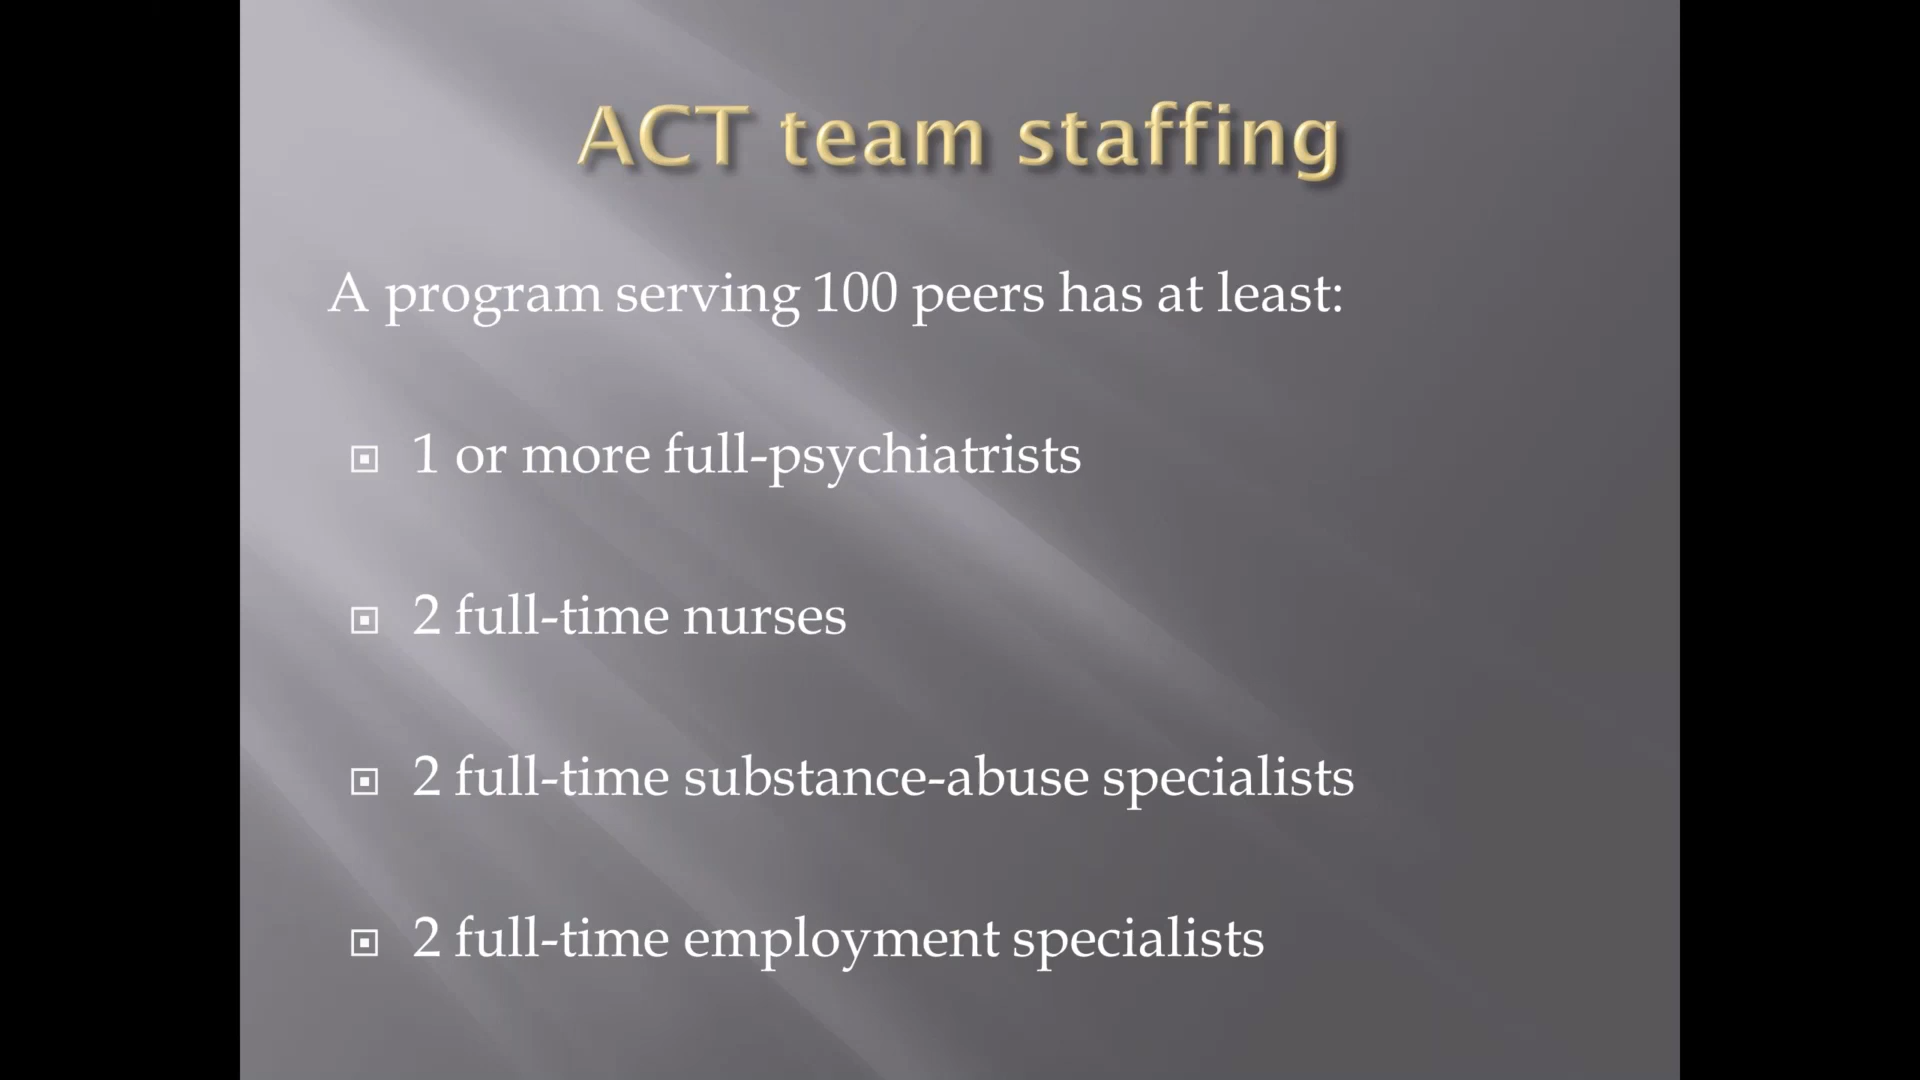 ACT team staffing
A program serving 100 peers has at least:
1 or more full-psychiatrists
2 full-time nurses
2 full-time substance-abuse specialists
2 full-time employment specialists